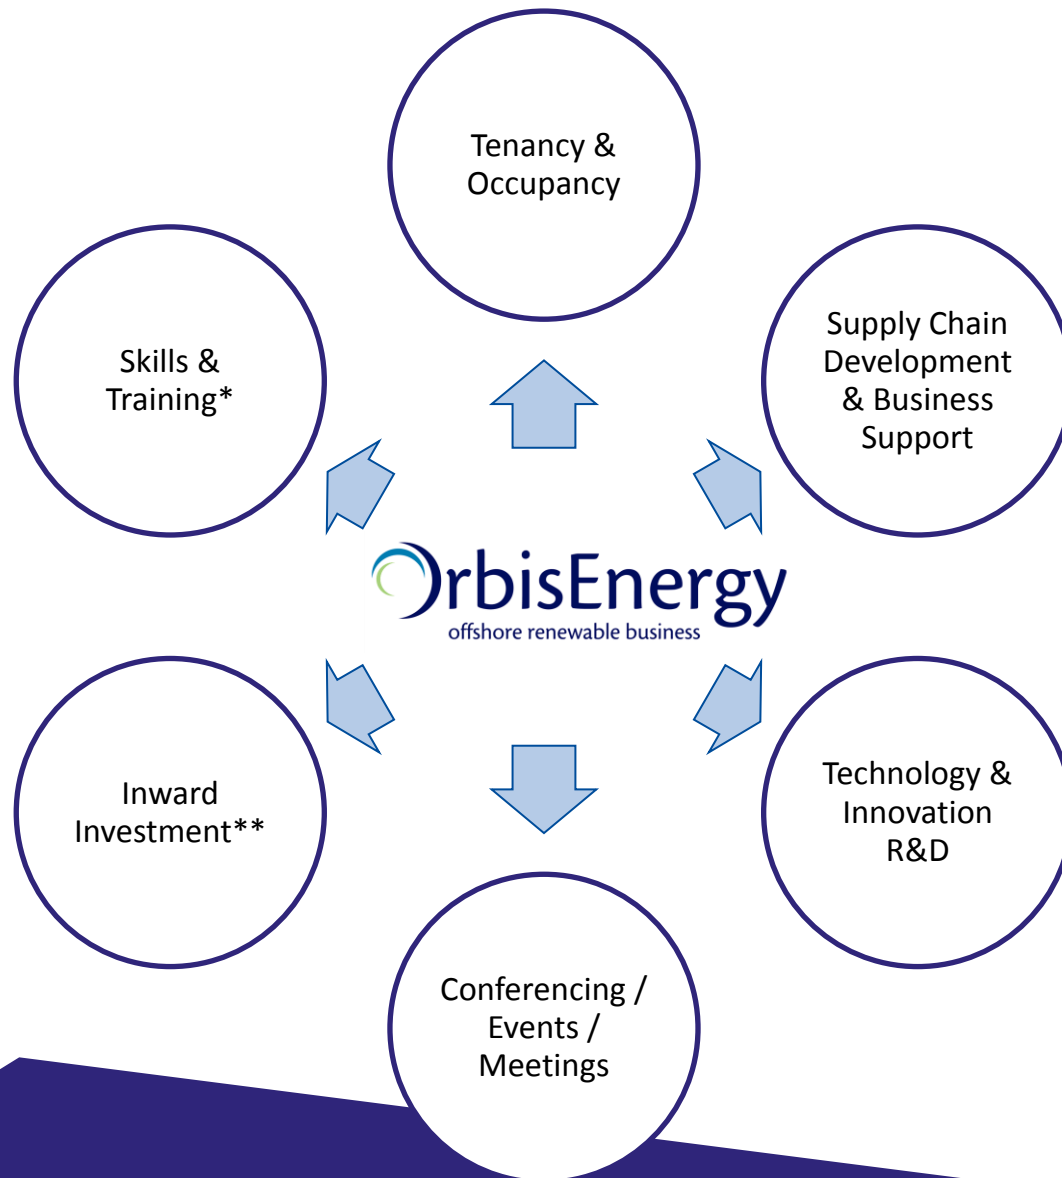 Tenancy &
Occupancy
Supply Chain
Development
& Business
Support
Skills &
Training*
OrbisEnergy
offshore renewable business
Technology &
Innovation
R&D
Inward
Investment**
Conferencing /
Events /
Meetings